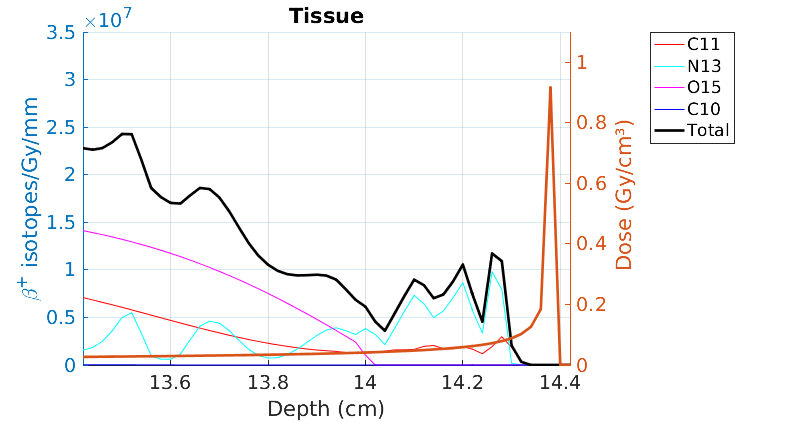 Tissue
×10⁷
3.5
3
2.5
2
1.5
1
0.5
0
β⁺ isotopes/Gy/mm
1
0.8
0.6
0.4
0.2
0
Dose (Gy/cm³)
13.6
13.8
14
14.2
14.4
Depth (cm)
C11
N13
O15
C10
Total